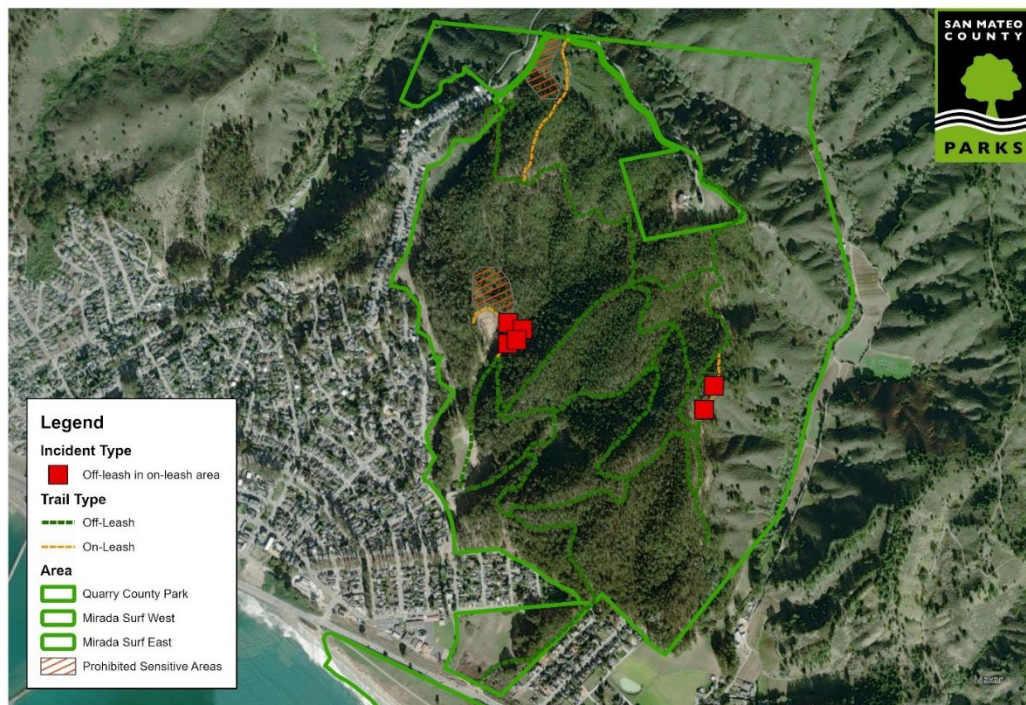 SAN MATEO
COUNTY
PARKS
Legend
Incident Type
Off-leash in on-leash area
Trail Type
Off-Leash
On-Leash
Area
Quarry County Park
Mirada Surf West
Mirada Surf East
Prohibited Sensitive Areas
Maxar